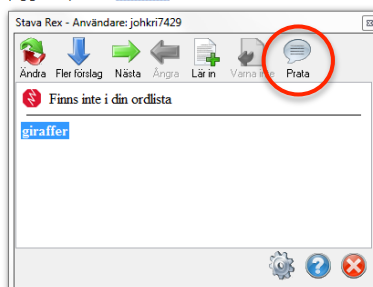 Stava Rex - Användare: johkri7429
Ändra Fler förslag Nästa Ångra Lär in Varna inte Prata
Finns inte i din ordlista
giraffer